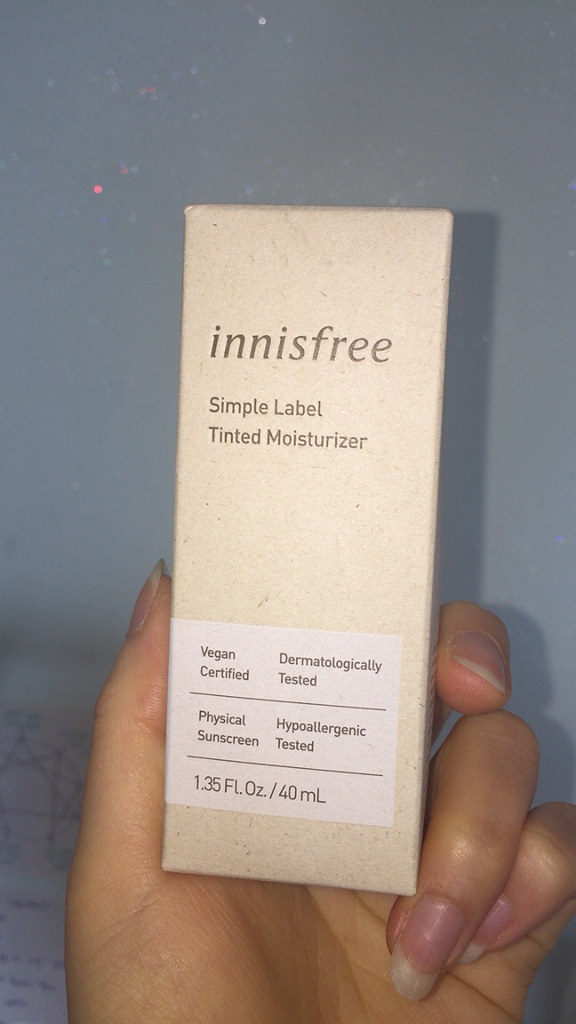 innisfree
Simple Label
Tinted Moisturizer
Vegan Certified
Dermatologically Tested
Physical Sunscreen
Hypoallergenic Tested
1.35 Fl. Oz. / 40 mL